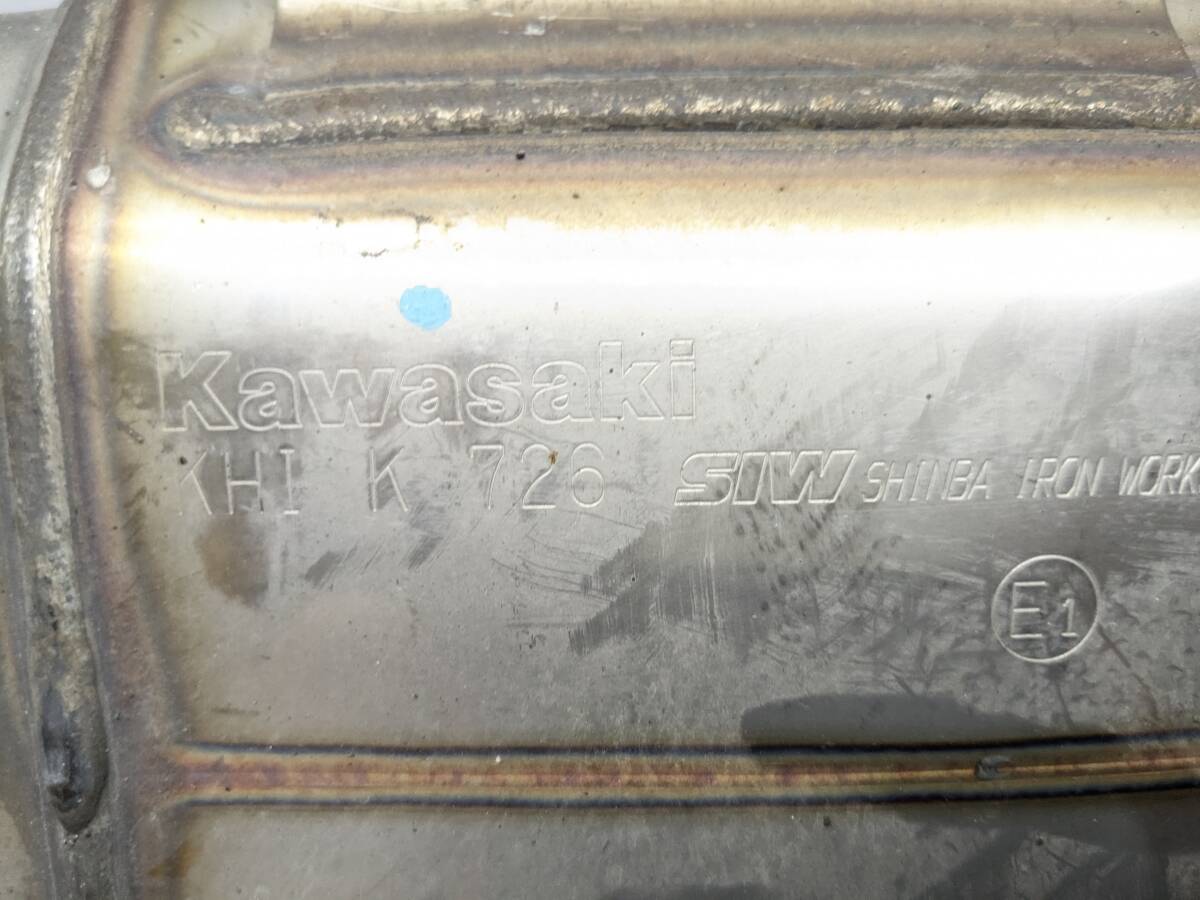 Kawasaki
KHI K 726 SIW SHINBA IRON WORK
E1